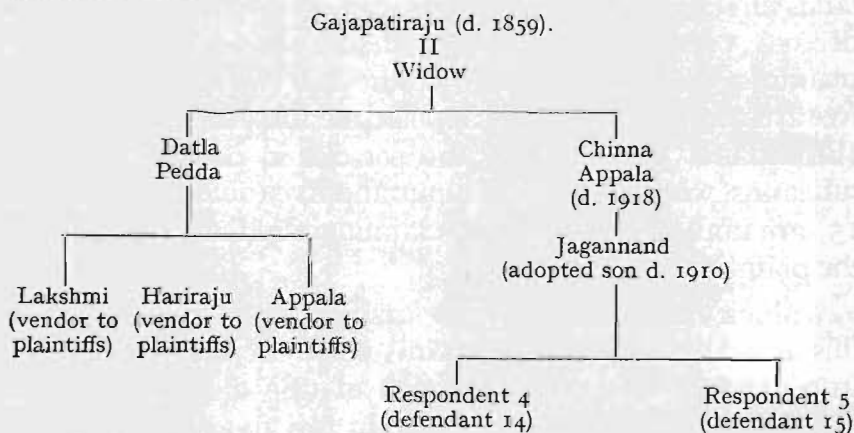 Gajapatiraju (d. 1859).
II
Widow
Datla
Pedda
Chinna
Appala
(d. 1918)
Jagannand
(adopted son d. 1910)
Lakshmi
(vendor to
plaintiffs)
Hariraju
(vendor to
plaintiffs)
Appala
(vendor to
plaintiffs)
Respondent 4
(defendant 14)
Respondent 5
(defendant 15)